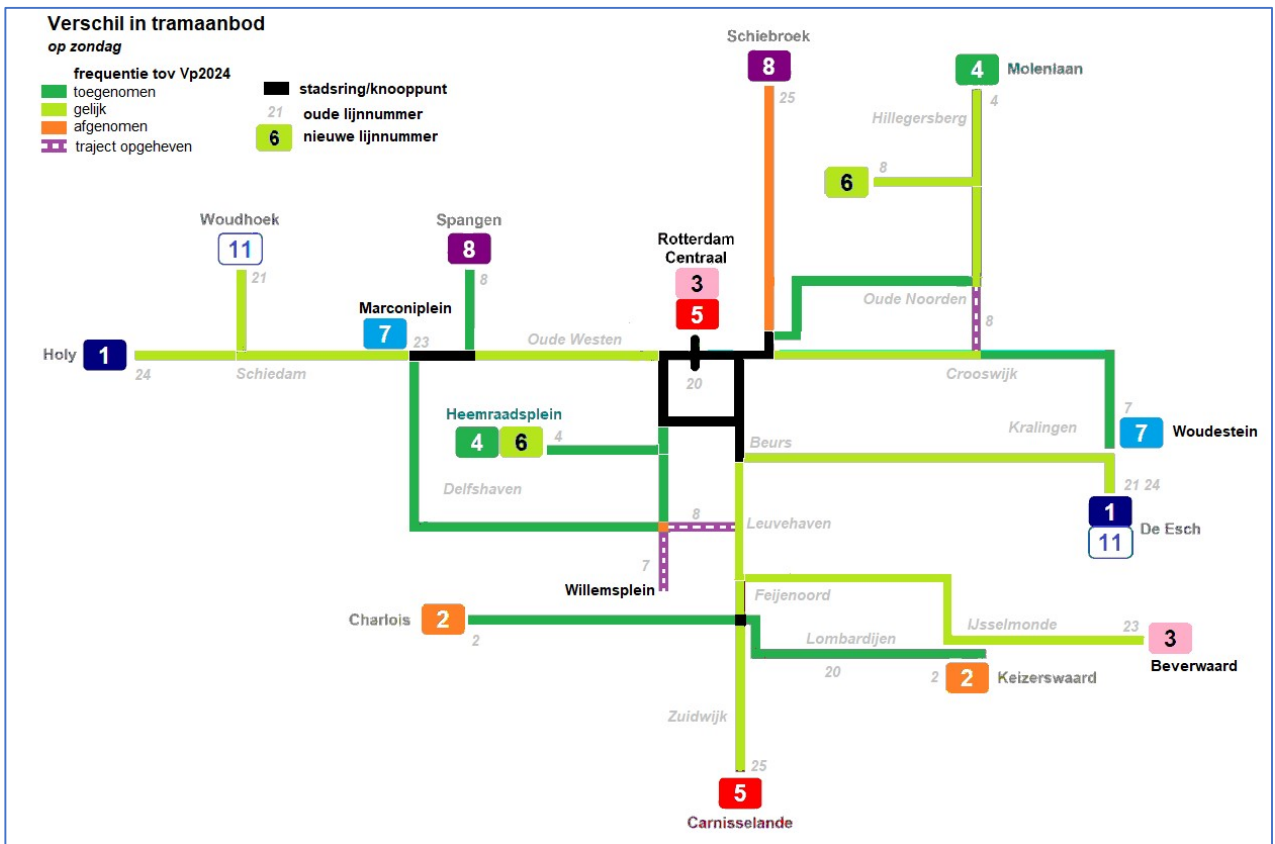 Verschil in tramaanbod
op zondag
frequentie tov Vp2024
toegenomen
gelijk
afgenomen
traject opgeheven
stadsring/knooppunt
21 oude lijnnummer
6 nieuwe lijnnummer
Schiebroek
8
25
4 Molenlaan
4
Hillegersberg
8
6
Woudhoek
11
21
Spangen
8
8
Rotterdam
Centraal
3
5
Marconiplein
7
23
Oude Westen
Oude Noorden
8
Holy 1
24
Schiedam
20
Crooswijk
Heemraadsplein
4 6
4
Beurs
Kralingen
7
7 Woudestein
Delfshaven
8
Leuvehaven
21 24
1
11
De Esch
7
Willemsplein
Feijenoord
Charlois 2
2
Lombardijen
20
IJsselmonde
23
3
Beverwaard
2
2 Keizerswaard
Zuidwijk
25
5
Carnisselande